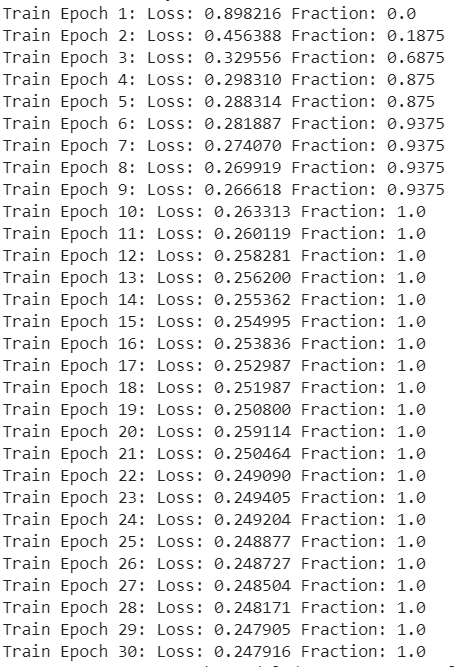 Train Epoch 1: Loss: 0.898216 Fraction: 0.0
Train Epoch 2: Loss: 0.456388 Fraction: 0.1875
Train Epoch 3: Loss: 0.329556 Fraction: 0.6875
Train Epoch 4: Loss: 0.298310 Fraction: 0.875
Train Epoch 5: Loss: 0.288314 Fraction: 0.875
Train Epoch 6: Loss: 0.281887 Fraction: 0.9375
Train Epoch 7: Loss: 0.274070 Fraction: 0.9375
Train Epoch 8: Loss: 0.269919 Fraction: 0.9375
Train Epoch 9: Loss: 0.266618 Fraction: 0.9375
Train Epoch 10: Loss: 0.263313 Fraction: 1.0
Train Epoch 11: Loss: 0.260119 Fraction: 1.0
Train Epoch 12: Loss: 0.258281 Fraction: 1.0
Train Epoch 13: Loss: 0.256200 Fraction: 1.0
Train Epoch 14: Loss: 0.255362 Fraction: 1.0
Train Epoch 15: Loss: 0.254995 Fraction: 1.0
Train Epoch 16: Loss: 0.253836 Fraction: 1.0
Train Epoch 17: Loss: 0.252987 Fraction: 1.0
Train Epoch 18: Loss: 0.251987 Fraction: 1.0
Train Epoch 19: Loss: 0.250800 Fraction: 1.0
Train Epoch 20: Loss: 0.259114 Fraction: 1.0
Train Epoch 21: Loss: 0.250464 Fraction: 1.0
Train Epoch 22: Loss: 0.249090 Fraction: 1.0
Train Epoch 23: Loss: 0.249405 Fraction: 1.0
Train Epoch 24: Loss: 0.249204 Fraction: 1.0
Train Epoch 25: Loss: 0.248877 Fraction: 1.0
Train Epoch 26: Loss: 0.248727 Fraction: 1.0
Train Epoch 27: Loss: 0.248504 Fraction: 1.0
Train Epoch 28: Loss: 0.248171 Fraction: 1.0
Train Epoch 29: Loss: 0.247905 Fraction: 1.0
Train Epoch 30: Loss: 0.247916 Fraction: 1.0